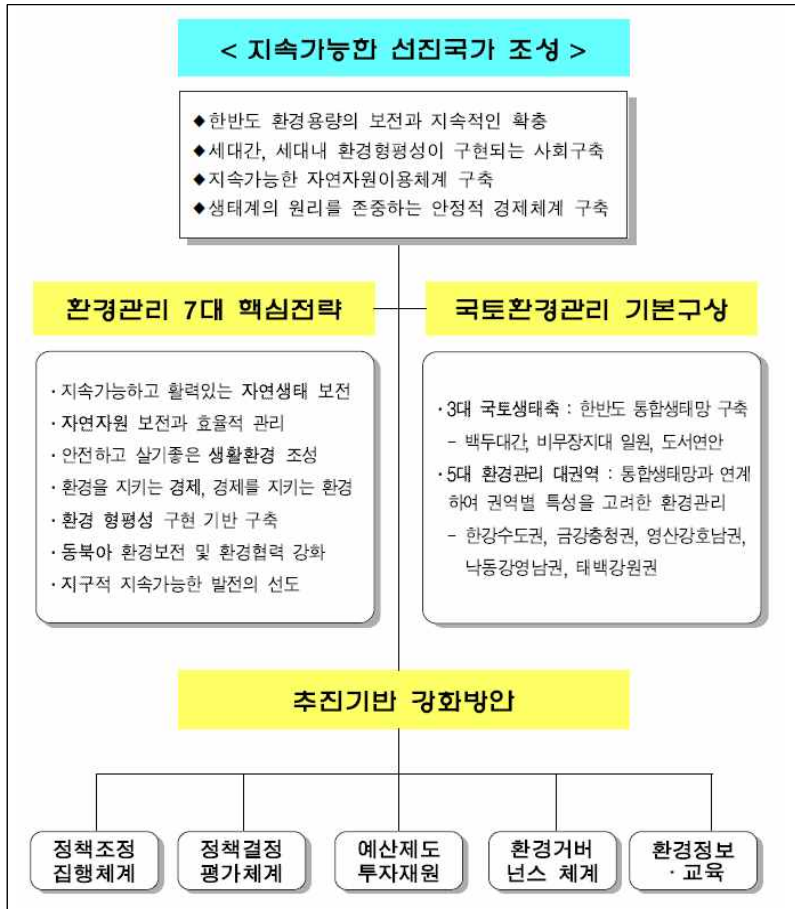 < 지속가능한 선진국가 조성 >
◆한반도 환경용량의 보전과 지속적인 확충
◆세대간, 세대내 환경형평성이 구현되는 사회구축
◆지속가능한 자연자원이용체계 구축
◆생태계의 원리를 존중하는 안정적 경제체계 구축
환경관리 7대 핵심전략
·지속가능하고 활력있는 자연생태 보전
·자연자원 보전과 효율적 관리
·안전하고 살기좋은 생활환경 조성
·환경을 지키는 경제, 경제를 지키는 환경
·환경 형평성 구현 기반 구축
·동북아 환경보전 및 환경협력 강화
·지구적 지속가능한 발전의 선도
국토환경관리 기본구상
·3대 국토생태축 : 한반도 통합생태망 구축
- 백두대간, 비무장지대 일원, 도서연안
·5대 환경관리 대권역 : 통합생태망과 연계
하여 권역별 특성을 고려한 환경관리
- 한강수도권, 금강충청권, 영산강호남권,
낙동강영남권, 태백강원권
추진기반 강화방안
정책조정
집행체계
정책결정
평가체계
예산제도
투자재원
환경거버
넌스 체계
환경정보
· 교육